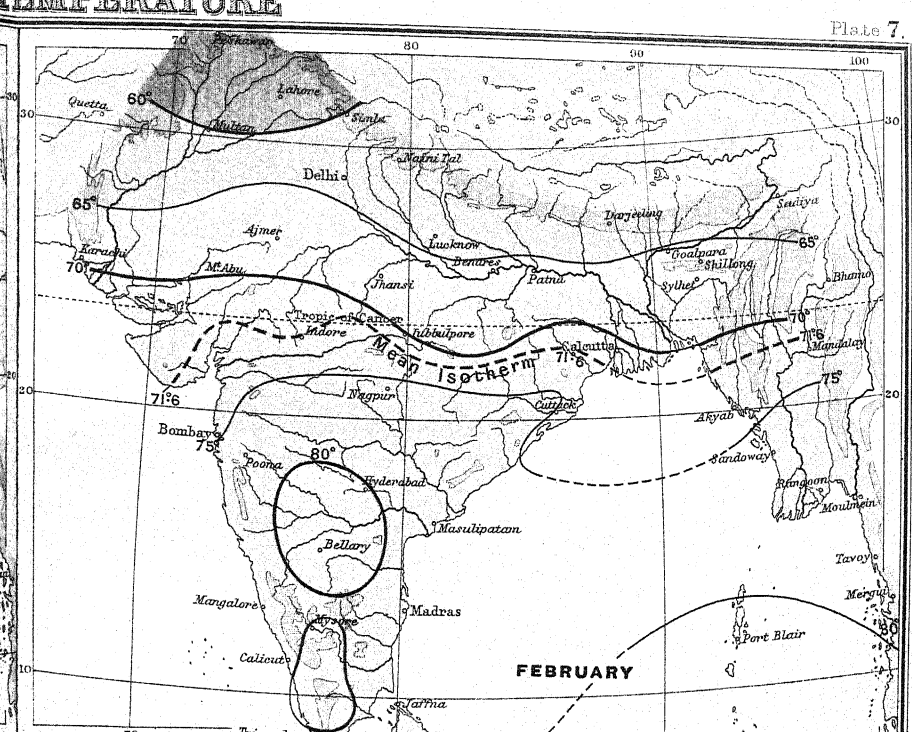 TEMPERATURE
Plate 7.
70
80
90
100
Peshawar
30
Quetta
60°
Lahore
30
30
Multan
Simla
Naini Tal
Delhi
65°
Darjeeling
Sadiya
Ajmer
Lucknow
65°
Karachi
Benares
Goalpara
Shillong
70°
Mt. Abu
Jhansi
Patna
Sylhet
Bhamo
Tropic of Cancer
70°
Indore
Jubbulpore
Calcutta
71°6
Mandalay
Mean Isotherm
71°6
20
75°
20
71°6
Nagpur
Cuttack
Akyab
Bombay
75°
80°
Sandoway
Poona
Hyderabad
Rangoon
Moulmein
Masulipatam
Bellary
Tavoy
Mergui
Mangalore
Madras
Mysore
80°
Port Blair
Calicut
10
FEBRUARY
10
Jaffna